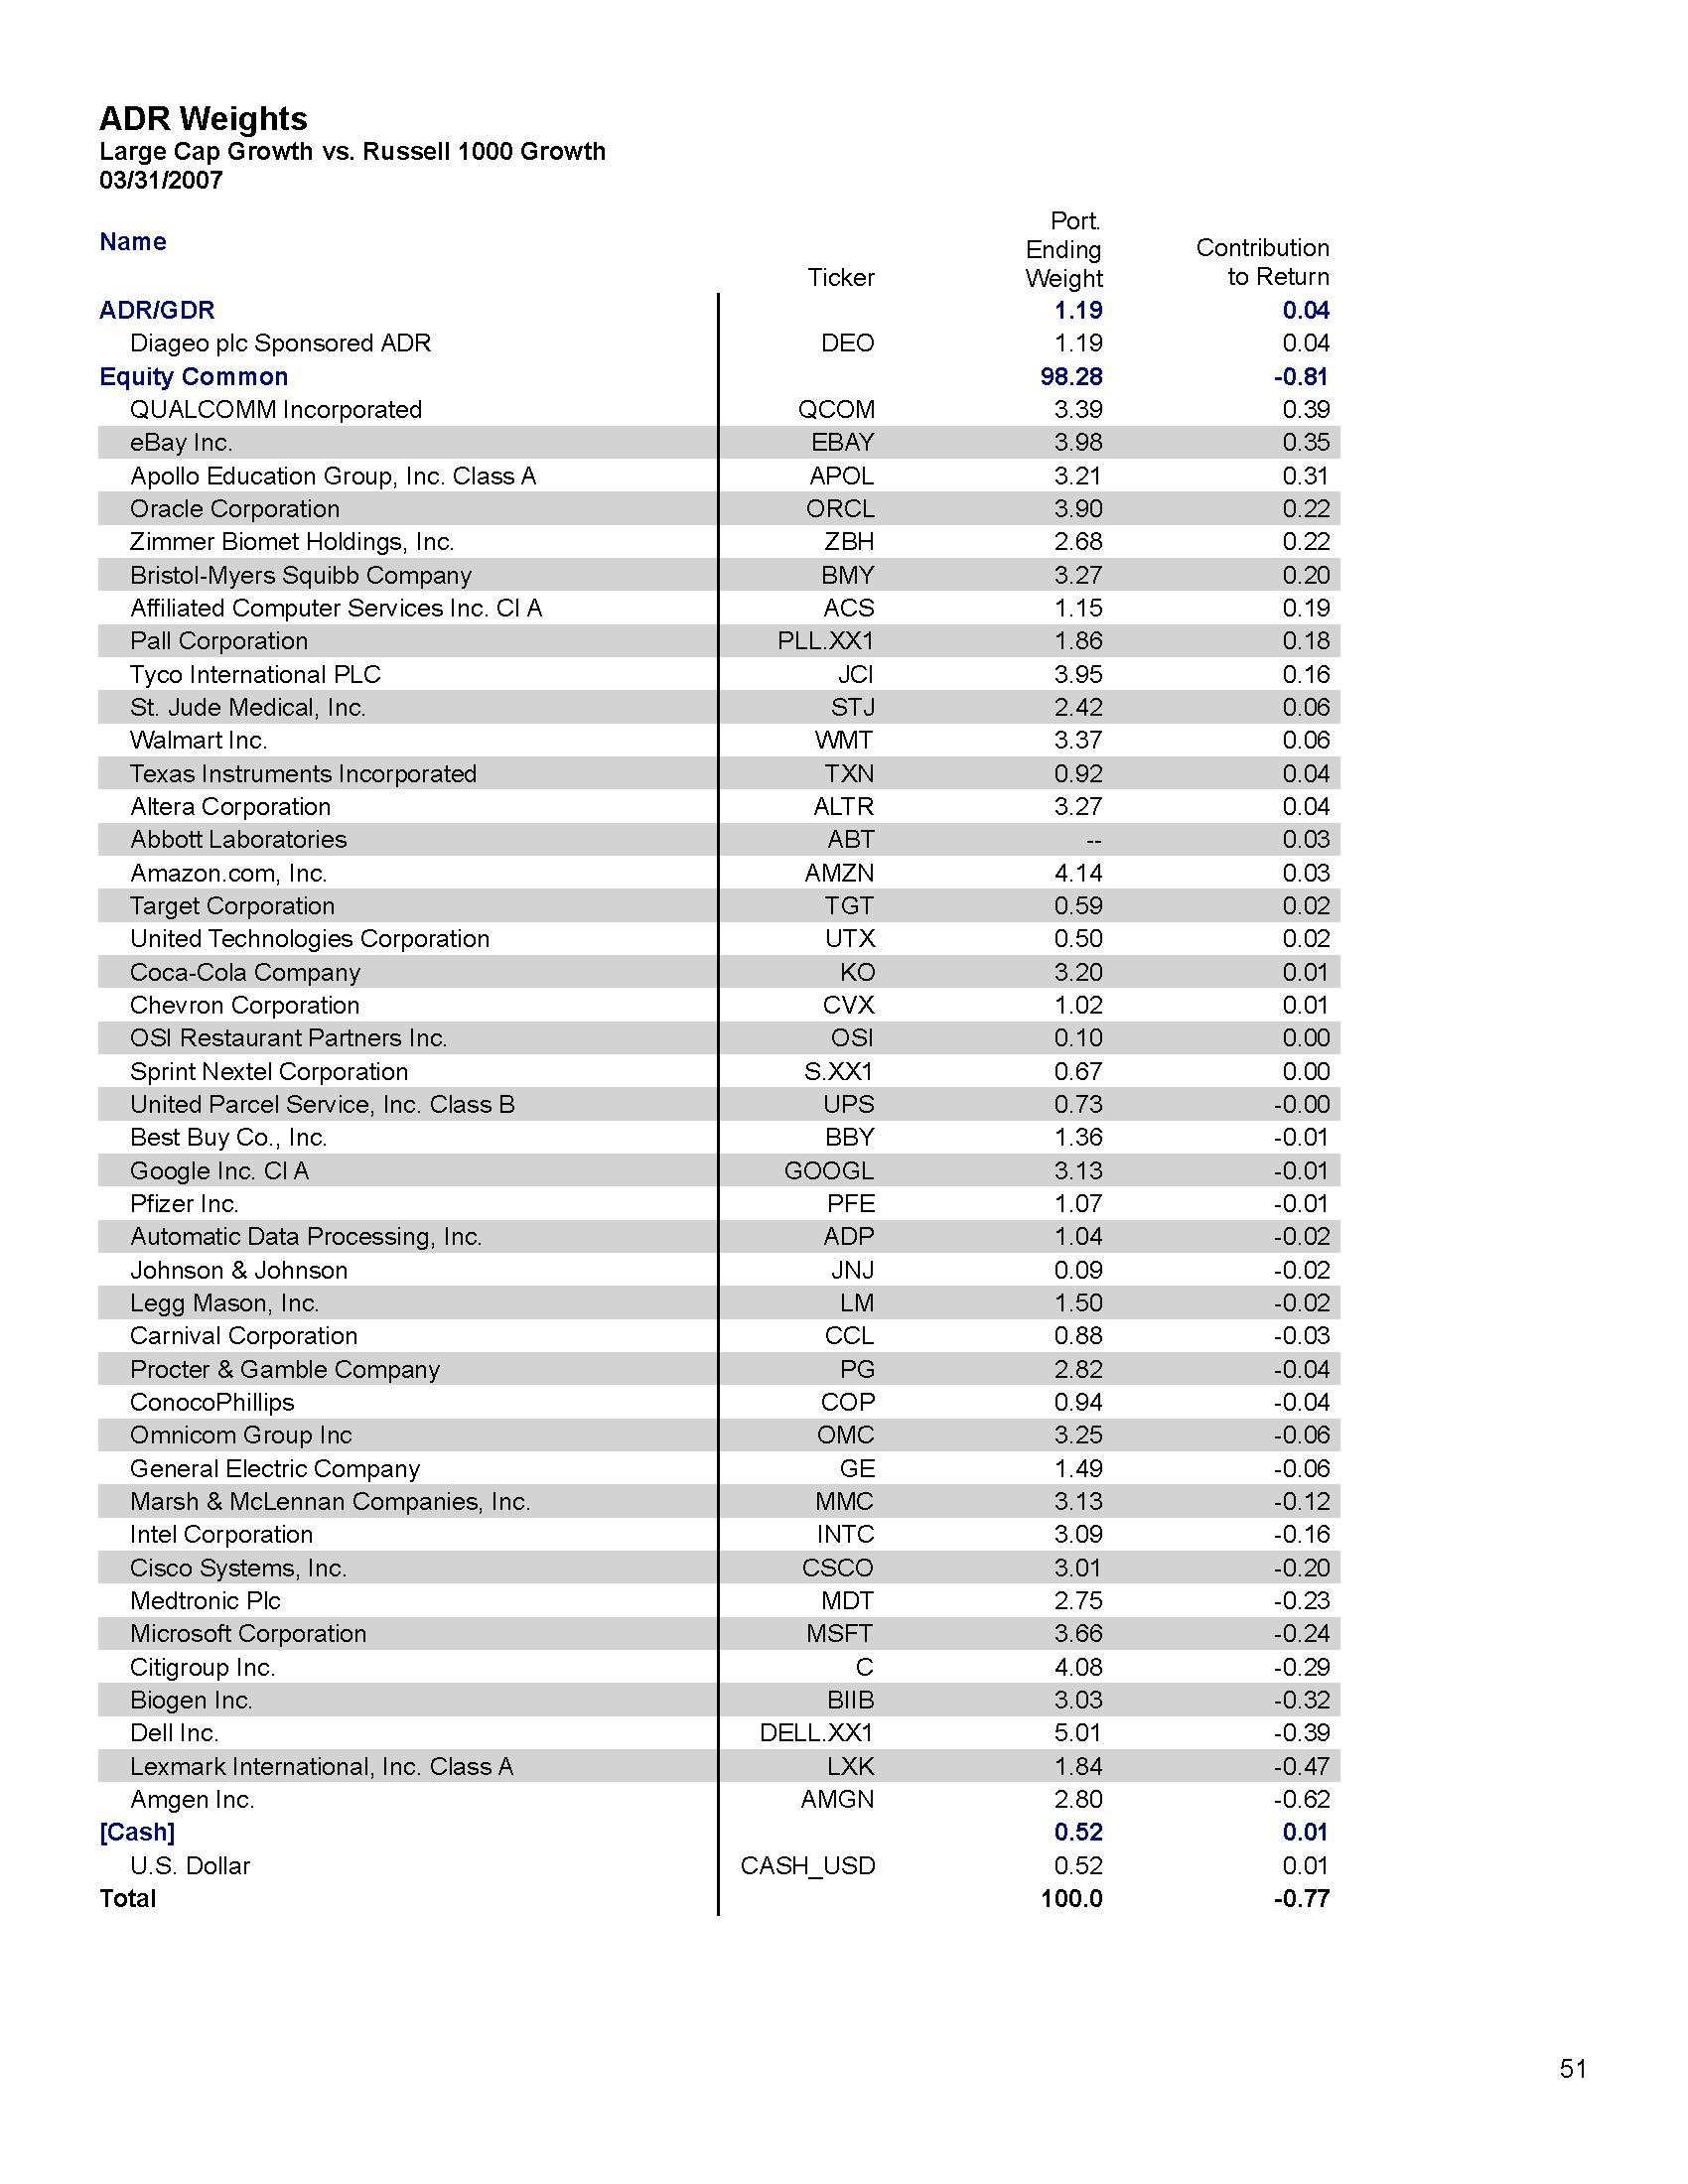 ADR Weights
Large Cap Growth vs. Russell 1000 Growth
03/31/2007
Name Ticker Port. Ending Weight Contribution to Return
ADR/GDR 1.19 0.04
Diageo plc Sponsored ADR DEO 1.19 0.04
Equity Common 98.28 -0.81
QUALCOMM Incorporated QCOM 3.39 0.39
eBay Inc. EBAY 3.98 0.35
Apollo Education Group, Inc. Class A APOL 3.21 0.31
Oracle Corporation ORCL 3.90 0.22
Zimmer Biomet Holdings, Inc. ZBH 2.68 0.22
Bristol-Myers Squibb Company BMY 3.27 0.20
Affiliated Computer Services Inc. Cl A ACS 1.15 0.19
Pall Corporation PLL.XX1 1.86 0.18
Tyco International PLC JCI 3.95 0.16
St. Jude Medical, Inc. STJ 2.42 0.06
Walmart Inc. WMT 3.37 0.06
Texas Instruments Incorporated TXN 0.92 0.04
Altera Corporation ALTR 3.27 0.04
Abbott Laboratories ABT -- 0.03
Amazon.com, Inc. AMZN 4.14 0.03
Target Corporation TGT 0.59 0.02
United Technologies Corporation UTX 0.50 0.02
Coca-Cola Company KO 3.20 0.01
Chevron Corporation CVX 1.02 0.01
OSI Restaurant Partners Inc. OSI 0.10 0.00
Sprint Nextel Corporation S.XX1 0.67 0.00
United Parcel Service, Inc. Class B UPS 0.73 -0.00
Best Buy Co., Inc. BBY 1.36 -0.01
Google Inc. Cl A GOOGL 3.13 -0.01
Pfizer Inc. PFE 1.07 -0.01
Automatic Data Processing, Inc. ADP 1.04 -0.02
Johnson & Johnson JNJ 0.09 -0.02
Legg Mason, Inc. LM 1.50 -0.02
Carnival Corporation CCL 0.88 -0.03
Procter & Gamble Company PG 2.82 -0.04
ConocoPhillips COP 0.94 -0.04
Omnicom Group Inc OMC 3.25 -0.06
General Electric Company GE 1.49 -0.06
Marsh & McLennan Companies, Inc. MMC 3.13 -0.12
Intel Corporation INTC 3.09 -0.16
Cisco Systems, Inc. CSCO 3.01 -0.20
Medtronic Plc MDT 2.75 -0.23
Microsoft Corporation MSFT 3.66 -0.24
Citigroup Inc. C 4.08 -0.29
Biogen Inc. BIIB 3.03 -0.32
Dell Inc. DELL.XX1 5.01 -0.39
Lexmark International, Inc. Class A LXK 1.84 -0.47
Amgen Inc. AMGN 2.80 -0.62
[Cash] 0.52 0.01
U.S. Dollar CASH_USD 0.52 0.01
Total 100.0 -0.77
51